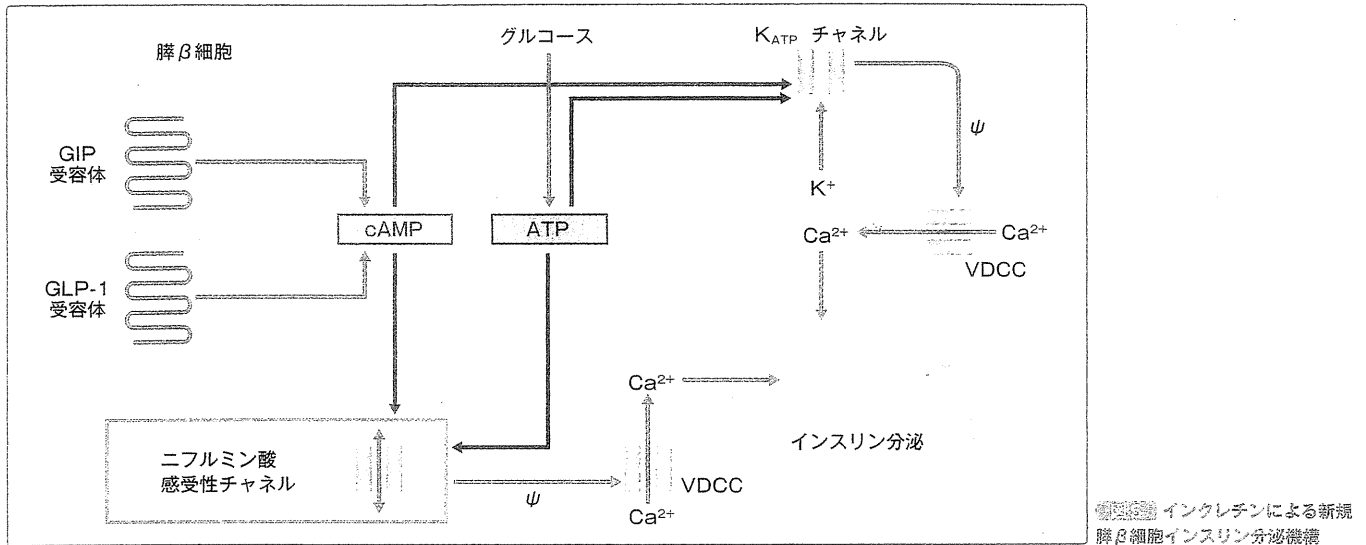 膵β細胞
グルコース
K_ATP チャネル
GIP
受容体
ψ
K⁺
cAMP
ATP
Ca²⁺
Ca²⁺
VDCC
GLP-1
受容体
Ca²⁺
インスリン分泌
ニフルミン酸
感受性チャネル
ψ
VDCC
Ca²⁺
インクレチンによる新規
膵β細胞インスリン分泌機構